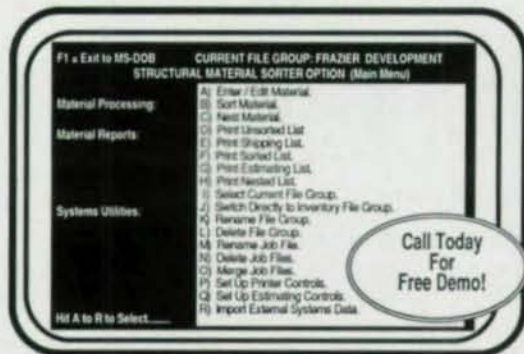 F1 = Exit to MS-DOB CURRENT FILE GROUP: FRAZIER DEVELOPMENT
STRUCTURAL MATERIAL SORTER OPTION (Main Menu)
Material Processing:
A) Enter / Edit Material.
B) Sort Material.
C) Nest Material.
Material Reports:
D) Print Unsorted List
E) Print Shipping List.
F) Print Sorted List.
G) Print Estimating List.
H) Print Nested List.
Systems Utilities:
I) Select Current File Group.
J) Switch Directly to Inventory File Group.
K) Rename File Group.
L) Delete File Group.
M) Rename Job File.
N) Delete Job Files.
O) Merge Job Files.
P) Set Up Printer Controls.
Q) Set Up Estimating Controls.
R) Import External Systems Data.
Hit A to R to Select......
Call Today
For
Free Demo!